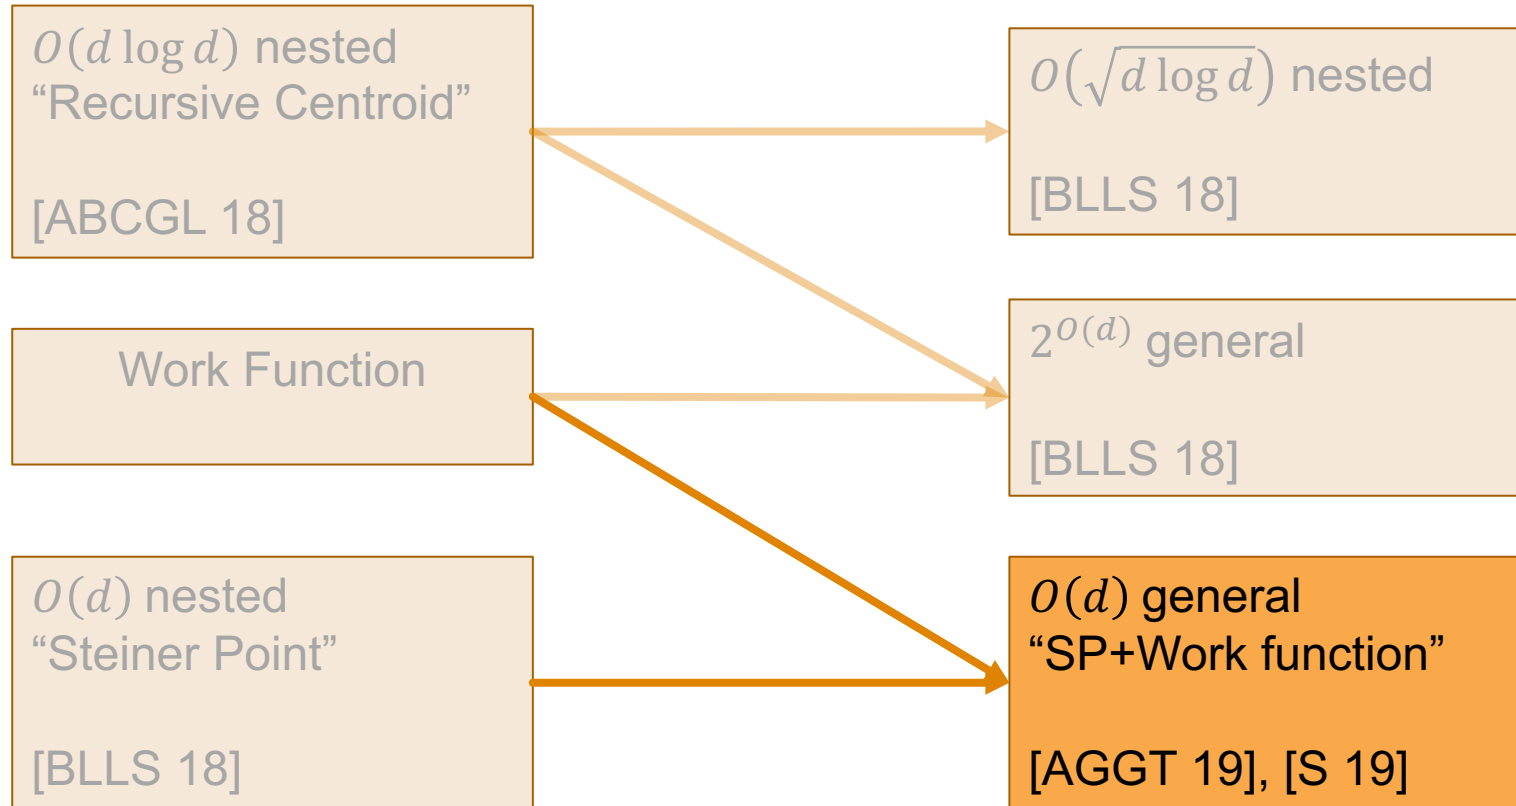 O(d log d) nested
“Recursive Centroid”
[ABCGL 18]
Work Function
O(d) nested
“Steiner Point”
[BLLS 18]
O(√(d log d)) nested
[BLLS 18]
2^{O(d)} general
[BLLS 18]
O(d) general
“SP+Work function”
[AGGT 19], [S 19]